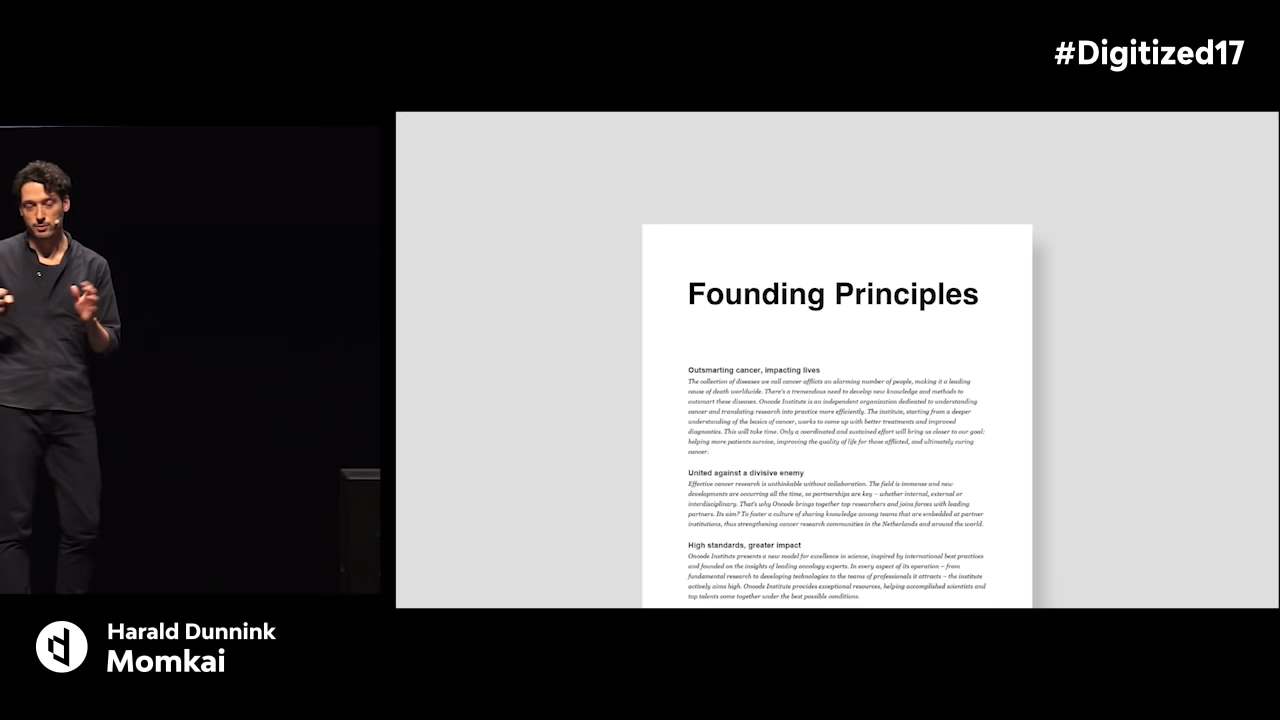 #Digitized17
Founding Principles
Outsmarting cancer, impacting lives
The collection of diseases we call cancer afflicts an alarming number of people, making it a leading
cause of death worldwide. There's a tremendous need to develop new knowledge and methods to
outsmart these diseases. Oncode Institute is an independent organization dedicated to understanding
cancer and translating research into practice more efficiently. The institute, starting from a deeper
understanding of the basics of cancer, works to come up with better treatments and improved
diagnostics. This will take time. Only a coordinated and sustained effort will bring us closer to our goal:
helping more patients survive, improving the quality of life for those afflicted, and ultimately curing
cancer.
United against a divisive enemy
Effective cancer research is unthinkable without collaboration. The field is immense and new
developments are occurring all the time, so partnerships are key – whether internal, external or
interdisciplinary. That's why Oncode brings together top researchers and joins forces with leading
partners. Its aim? To foster a culture of sharing knowledge among teams that are embedded at partner
institutions, thus strengthening cancer research communities in the Netherlands and around the world.
High standards, greater impact
Oncode Institute presents a new model for excellence in science, inspired by international best practices
and founded on the insights of leading oncology experts. In every aspect of its operation – from
fundamental research to developing technologies to the teams of professionals it attracts – the institute
actively aims high. Oncode Institute provides exceptional resources, helping accomplished scientists and
top talents come together under the best possible conditions.
Harald Dunnink
Momkai